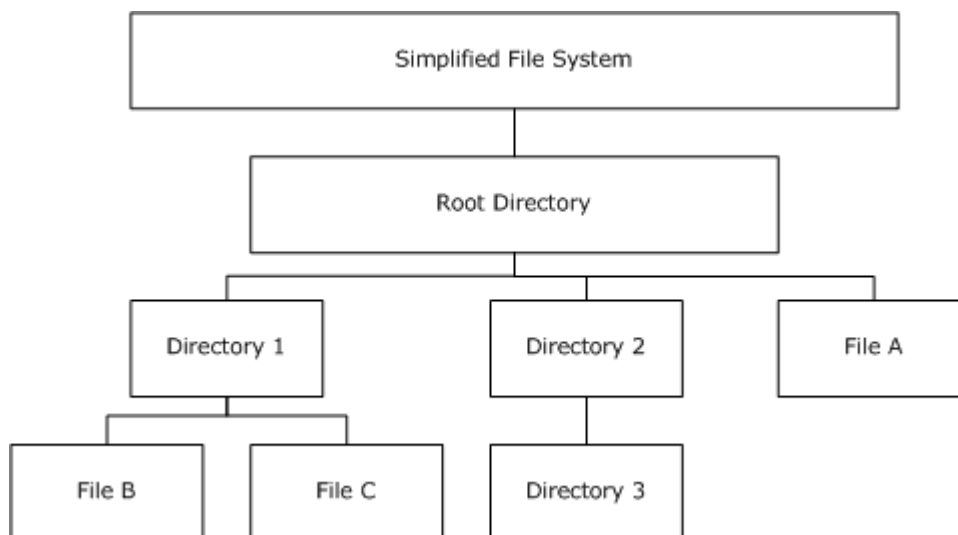 Simplified File System
Root Directory
Directory 1
Directory 2
File A
File B
File C
Directory 3